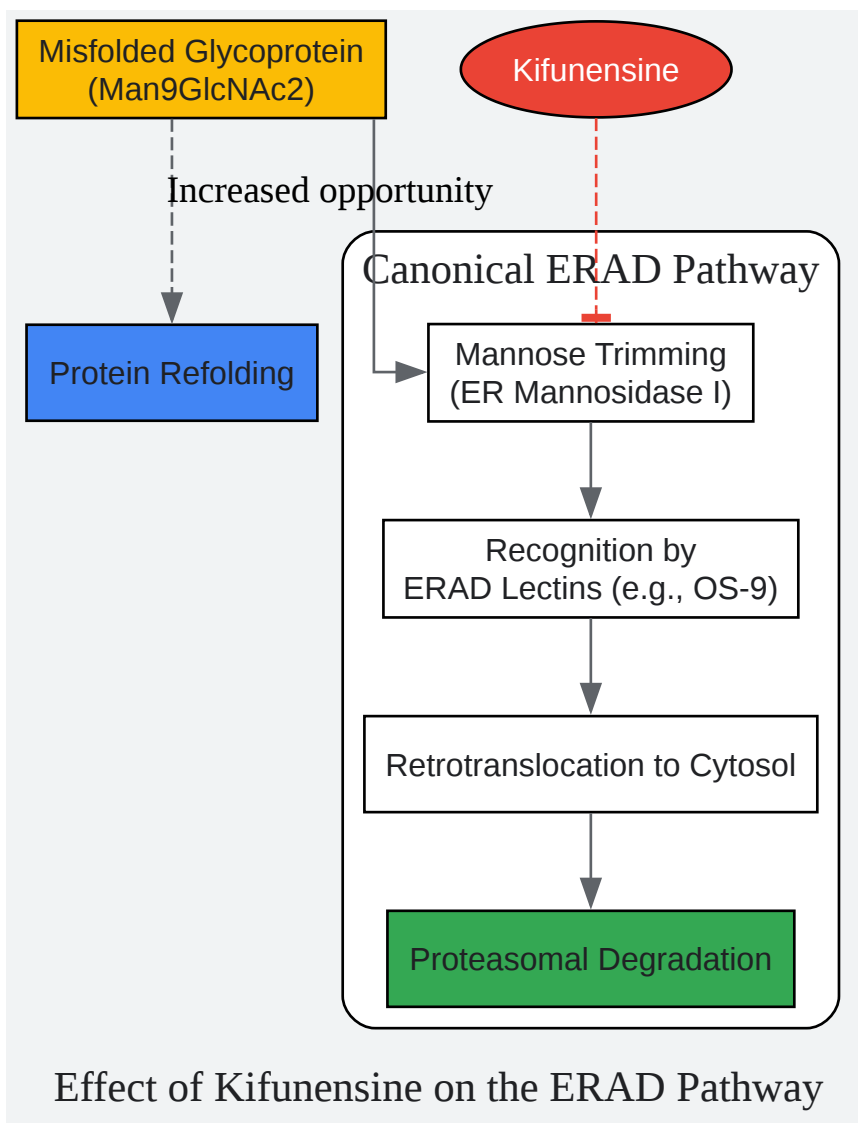 Misfolded Glycoprotein
(Man9GlcNAc2)
Kifunensine
Increased opportunity
Canonical ERAD Pathway
Protein Refolding
Mannose Trimming
(ER Mannosidase I)
Recognition by
ERAD Lectins (e.g., OS-9)
Retrotranslocation to Cytosol
Proteasomal Degradation
Effect of Kifunensine on the ERAD Pathway